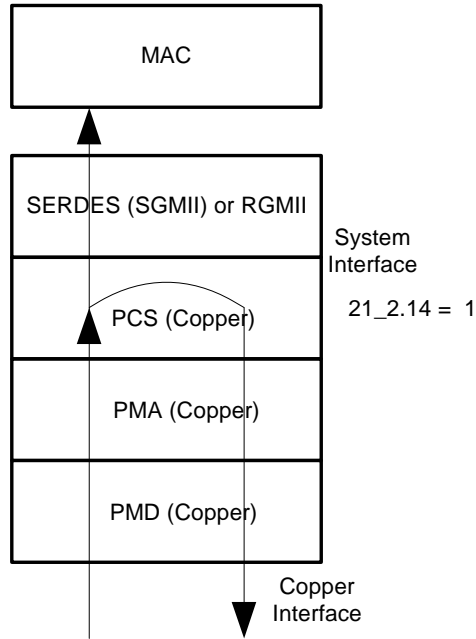 MAC
SERDES (SGMII) or RGMII
System
Interface
21_2.14 = 1
PCS (Copper)
PMA (Copper)
PMD (Copper)
Copper
Interface